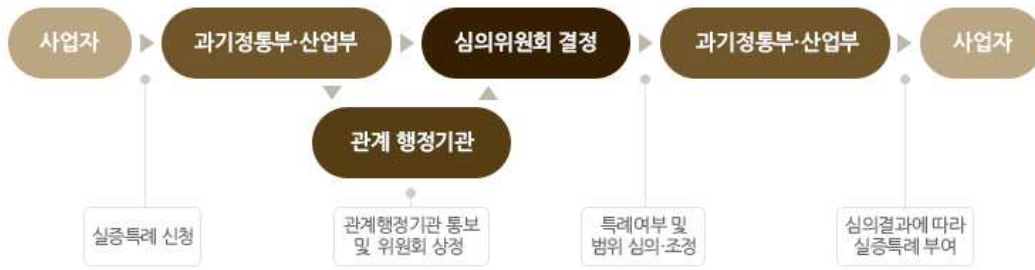 사업자
과기정통부·산업부
심의위원회 결정
과기정통부·산업부
사업자
관계 행정기관
실증특례 신청
관계행정기관 통보
및 위원회 상정
특례여부 및
범위 심의·조정
심의결과에 따라
실증특례 부여